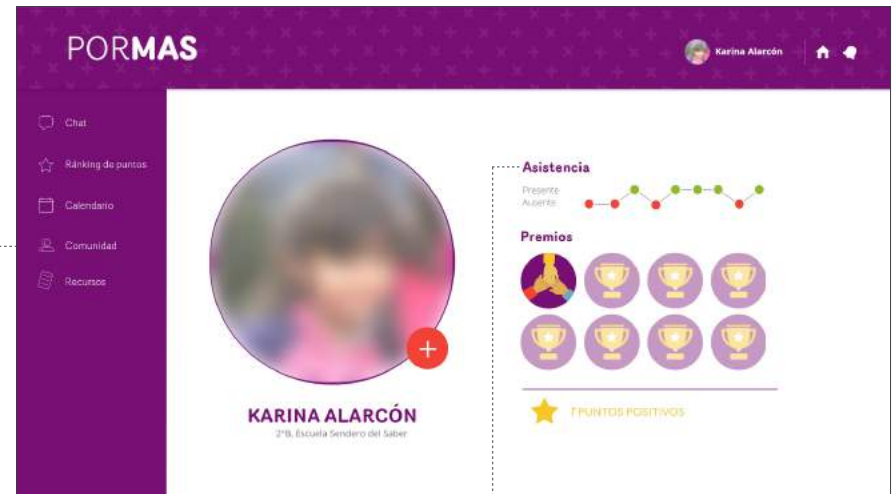 PORMAS
Karina Alarcón
Chat
Ránking de puntos
Calendario
Comunidad
Recursos
Asistencia
Presente
Ausente
Premios
KARINA ALARCÓN
2°B, Escuela Sendero del Saber
7 PUNTOS POSITIVOS